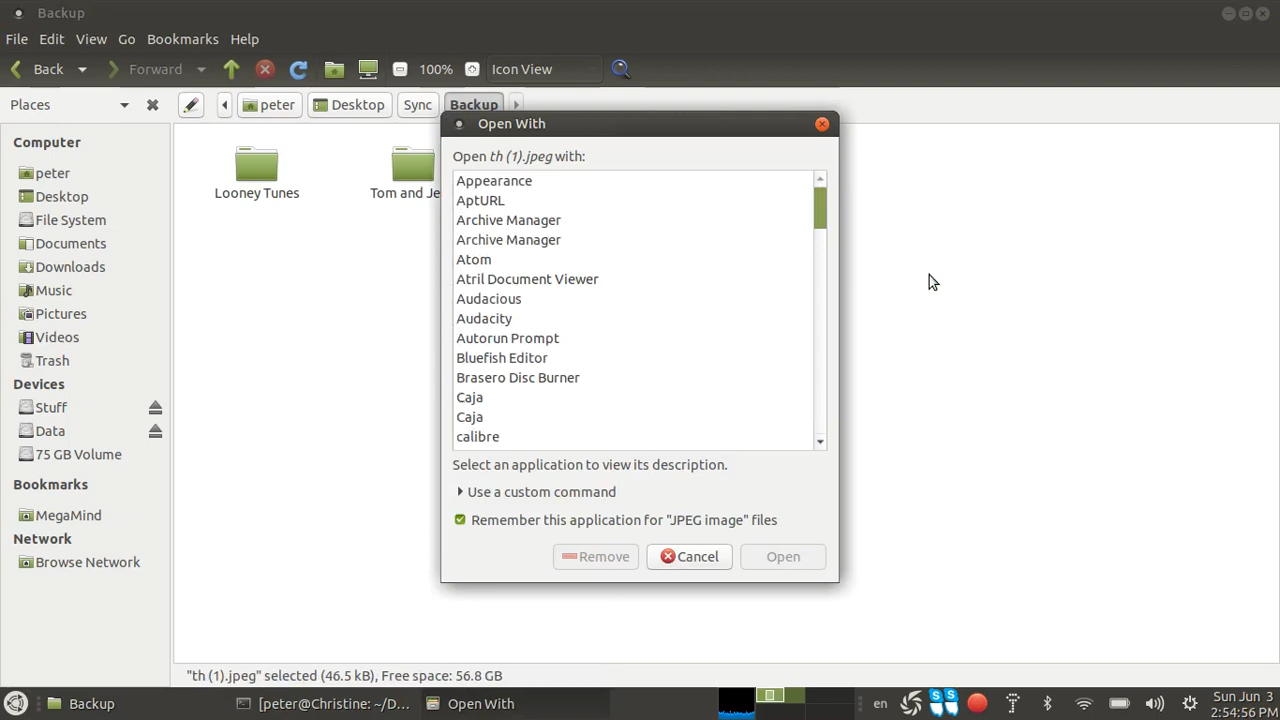 Backup
File Edit View Go Bookmarks Help
Back Forward 100% Icon View
Places peter Desktop Sync Backup
Computer
peter
Desktop
File System
Documents
Downloads
Music
Pictures
Videos
Trash
Devices
Stuff
Data
75 GB Volume
Bookmarks
MegaMind
Network
Browse Network
Looney Tunes
Tom and Je
Open With
Open th (1).jpeg with:
Appearance
AptURL
Archive Manager
Archive Manager
Atom
Atril Document Viewer
Audacious
Audacity
Autorun Prompt
Bluefish Editor
Brasero Disc Burner
Caja
Caja
calibre
Select an application to view its description.
Use a custom command
Remember this application for "JPEG image" files
Remove Cancel Open
"th (1).jpeg" selected (46.5 kB), Free space: 56.8 GB
Backup [peter@Christine: ~/D... Open With en Sun Jun 3
2:54:56 PM